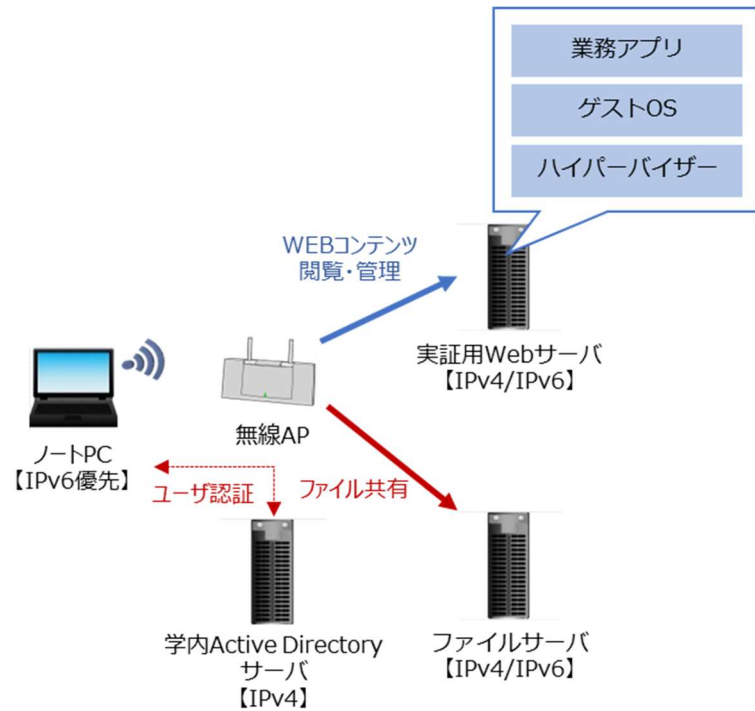 業務アプリ
ゲストOS
ハイパーバイザー
WEBコンテンツ
閲覧・管理
実証用Webサーバ
【IPv4/IPv6】
無線AP
ノートPC
【IPv6優先】
ユーザ認証
ファイル共有
学内Active Directory
サーバ
【IPv4】
ファイルサーバ
【IPv4/IPv6】